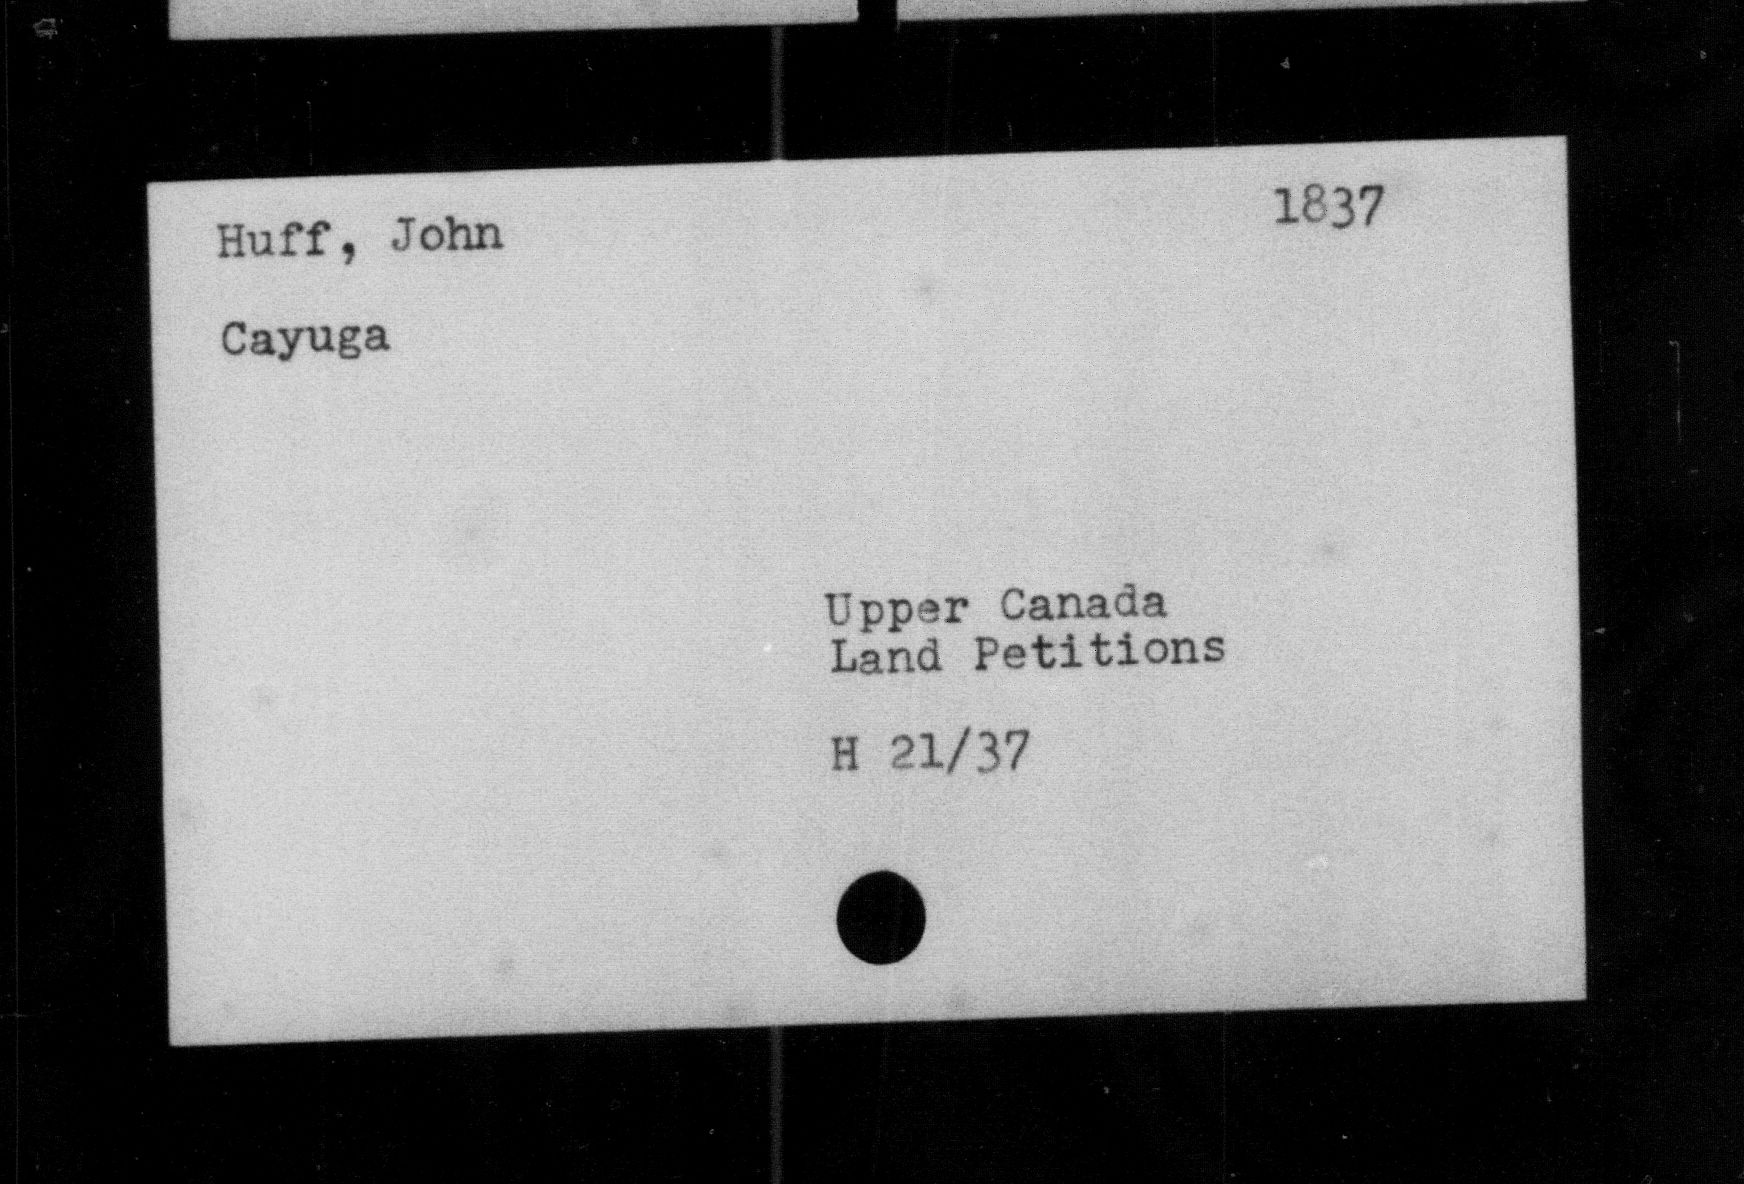 Huff, John 1837
Cayuga
Upper Canada
Land Petitions
H 21/37